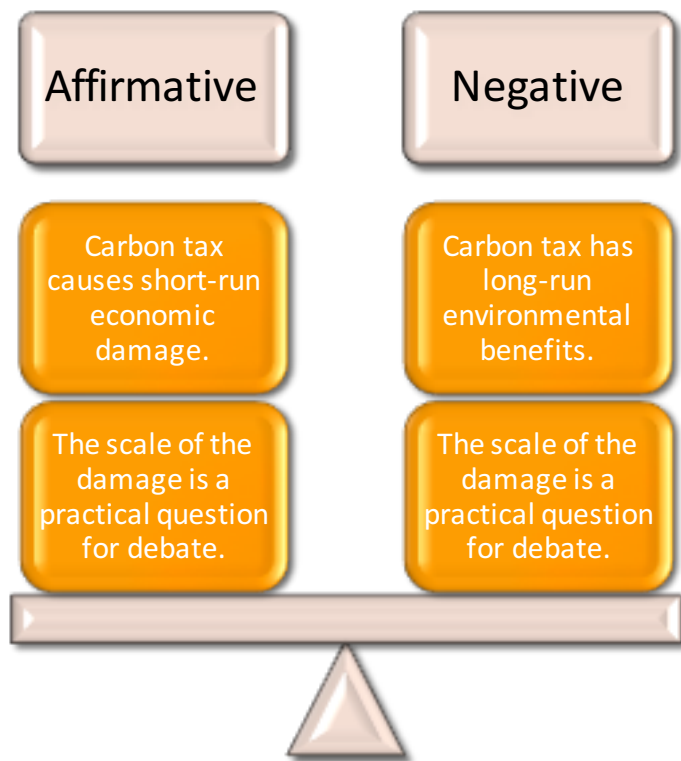 Affirmative
Negative
Carbon tax
causes short-run
economic
damage.
Carbon tax has
long-run
environmental
benefits.
The scale of the
damage is a
practical question
for debate.
The scale of the
damage is a
practical question
for debate.